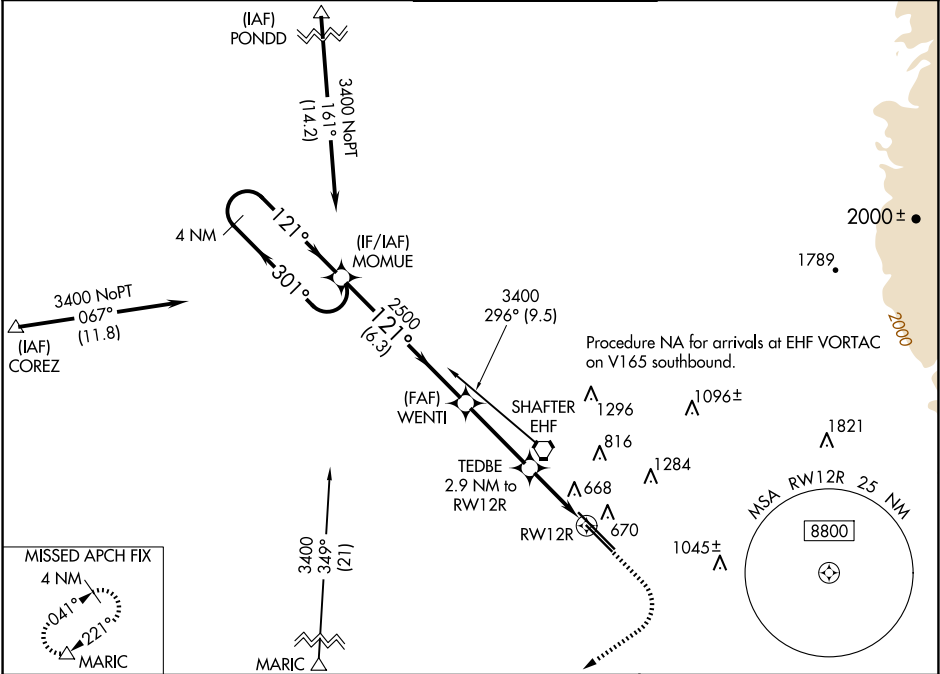 (IAF)
PONDD
3400 NoPT
161°
(14.2)
2000 ±
1789
2000
4 NM
121°
301°
(IF/IAF)
MOMUE
3400 NoPT
067°
(11.8)
(IAF)
COREZ
2500
121°
(6.3)
3400
296° (9.5)
Procedure NA for arrivals at EHF VORTAC
on V165 southbound.
(FAF)
WENTI
SHAFTER
EHF
1296
1096±
816
1284
1821
TEDBE
2.9 NM to
RW12R
668
670
RW12R
1045±
MSA RW12R 25 NM
8800
3400
349°
(21)
MARIC
MISSED APCH FIX
4 NM
041°
221°
MARIC